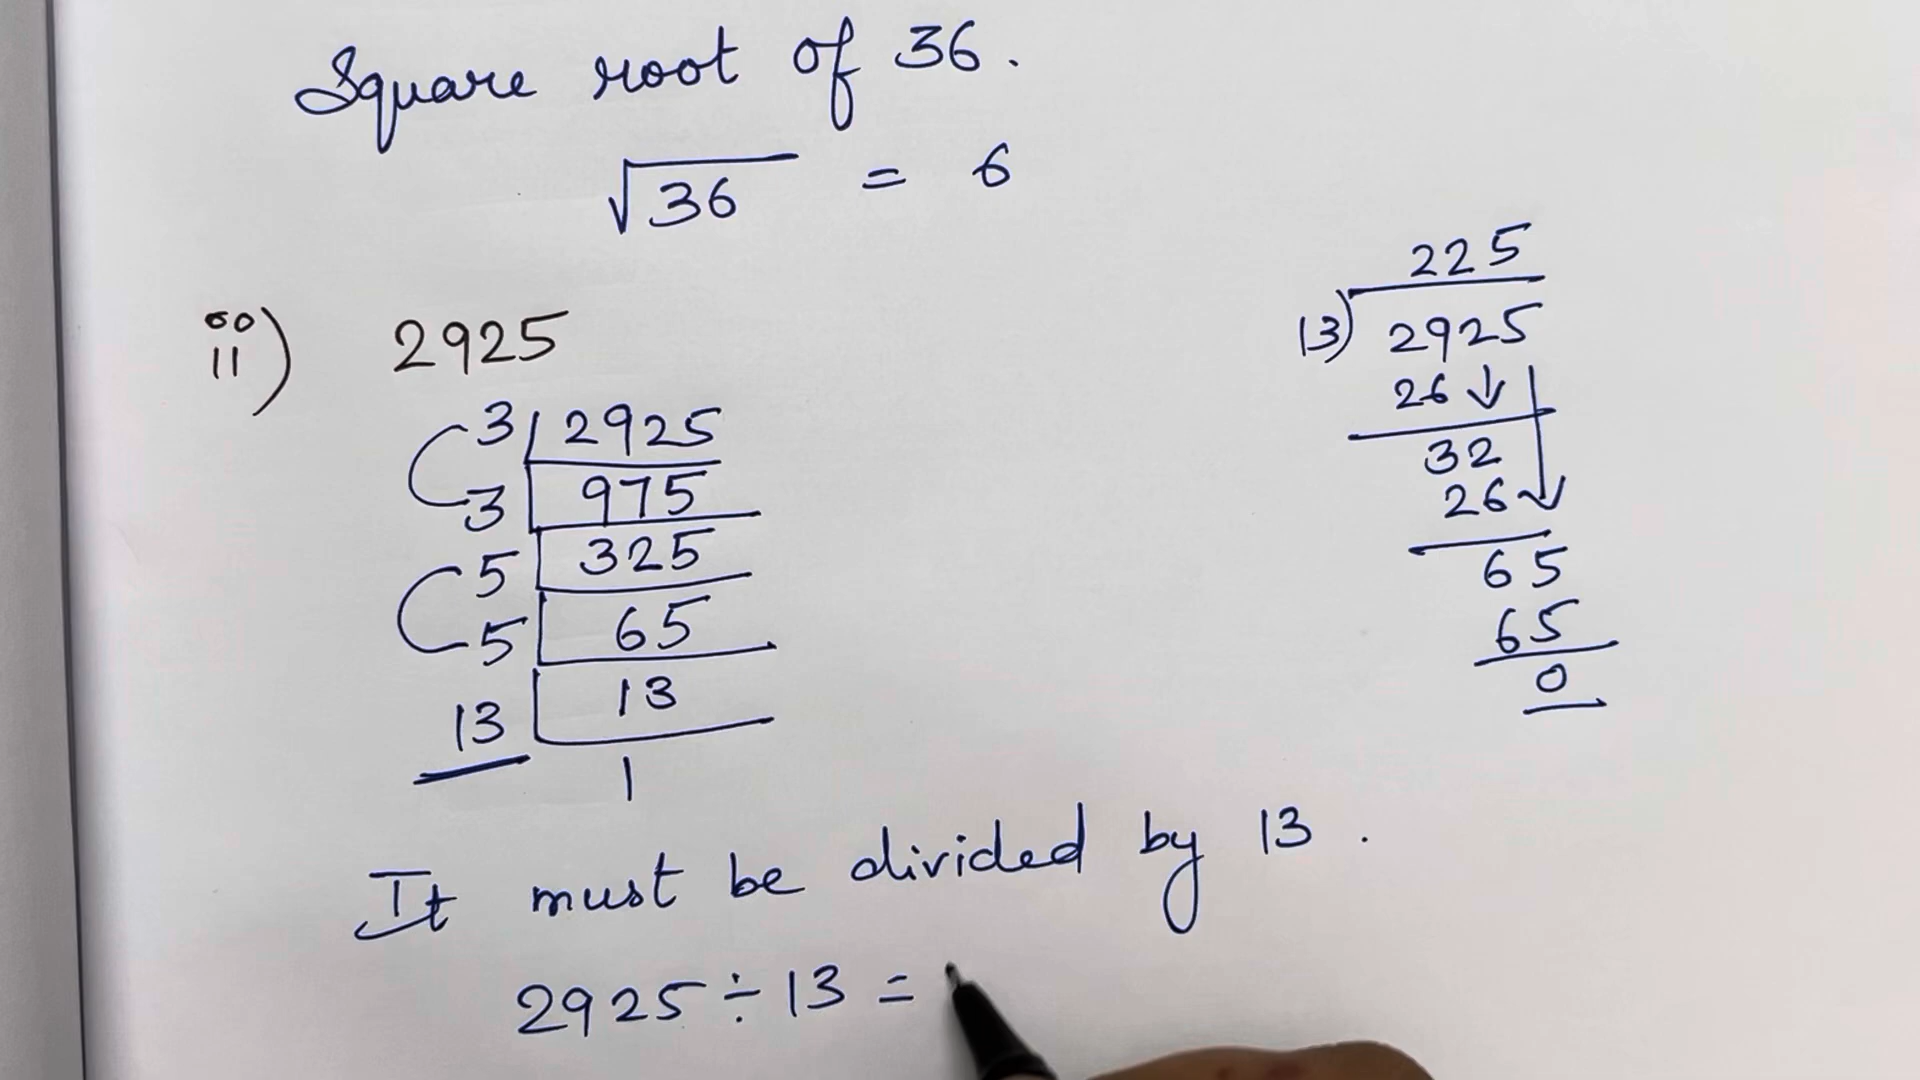 Square root of 36.
√36 = 6
ii) 2925
3 | 2925
3 | 975
5 | 325
5 | 65
13 | 13
1
225
13) 2925
26 ↓
32
26 ↓
65
65
0
It must be divided by 13.
2925 ÷ 13 =